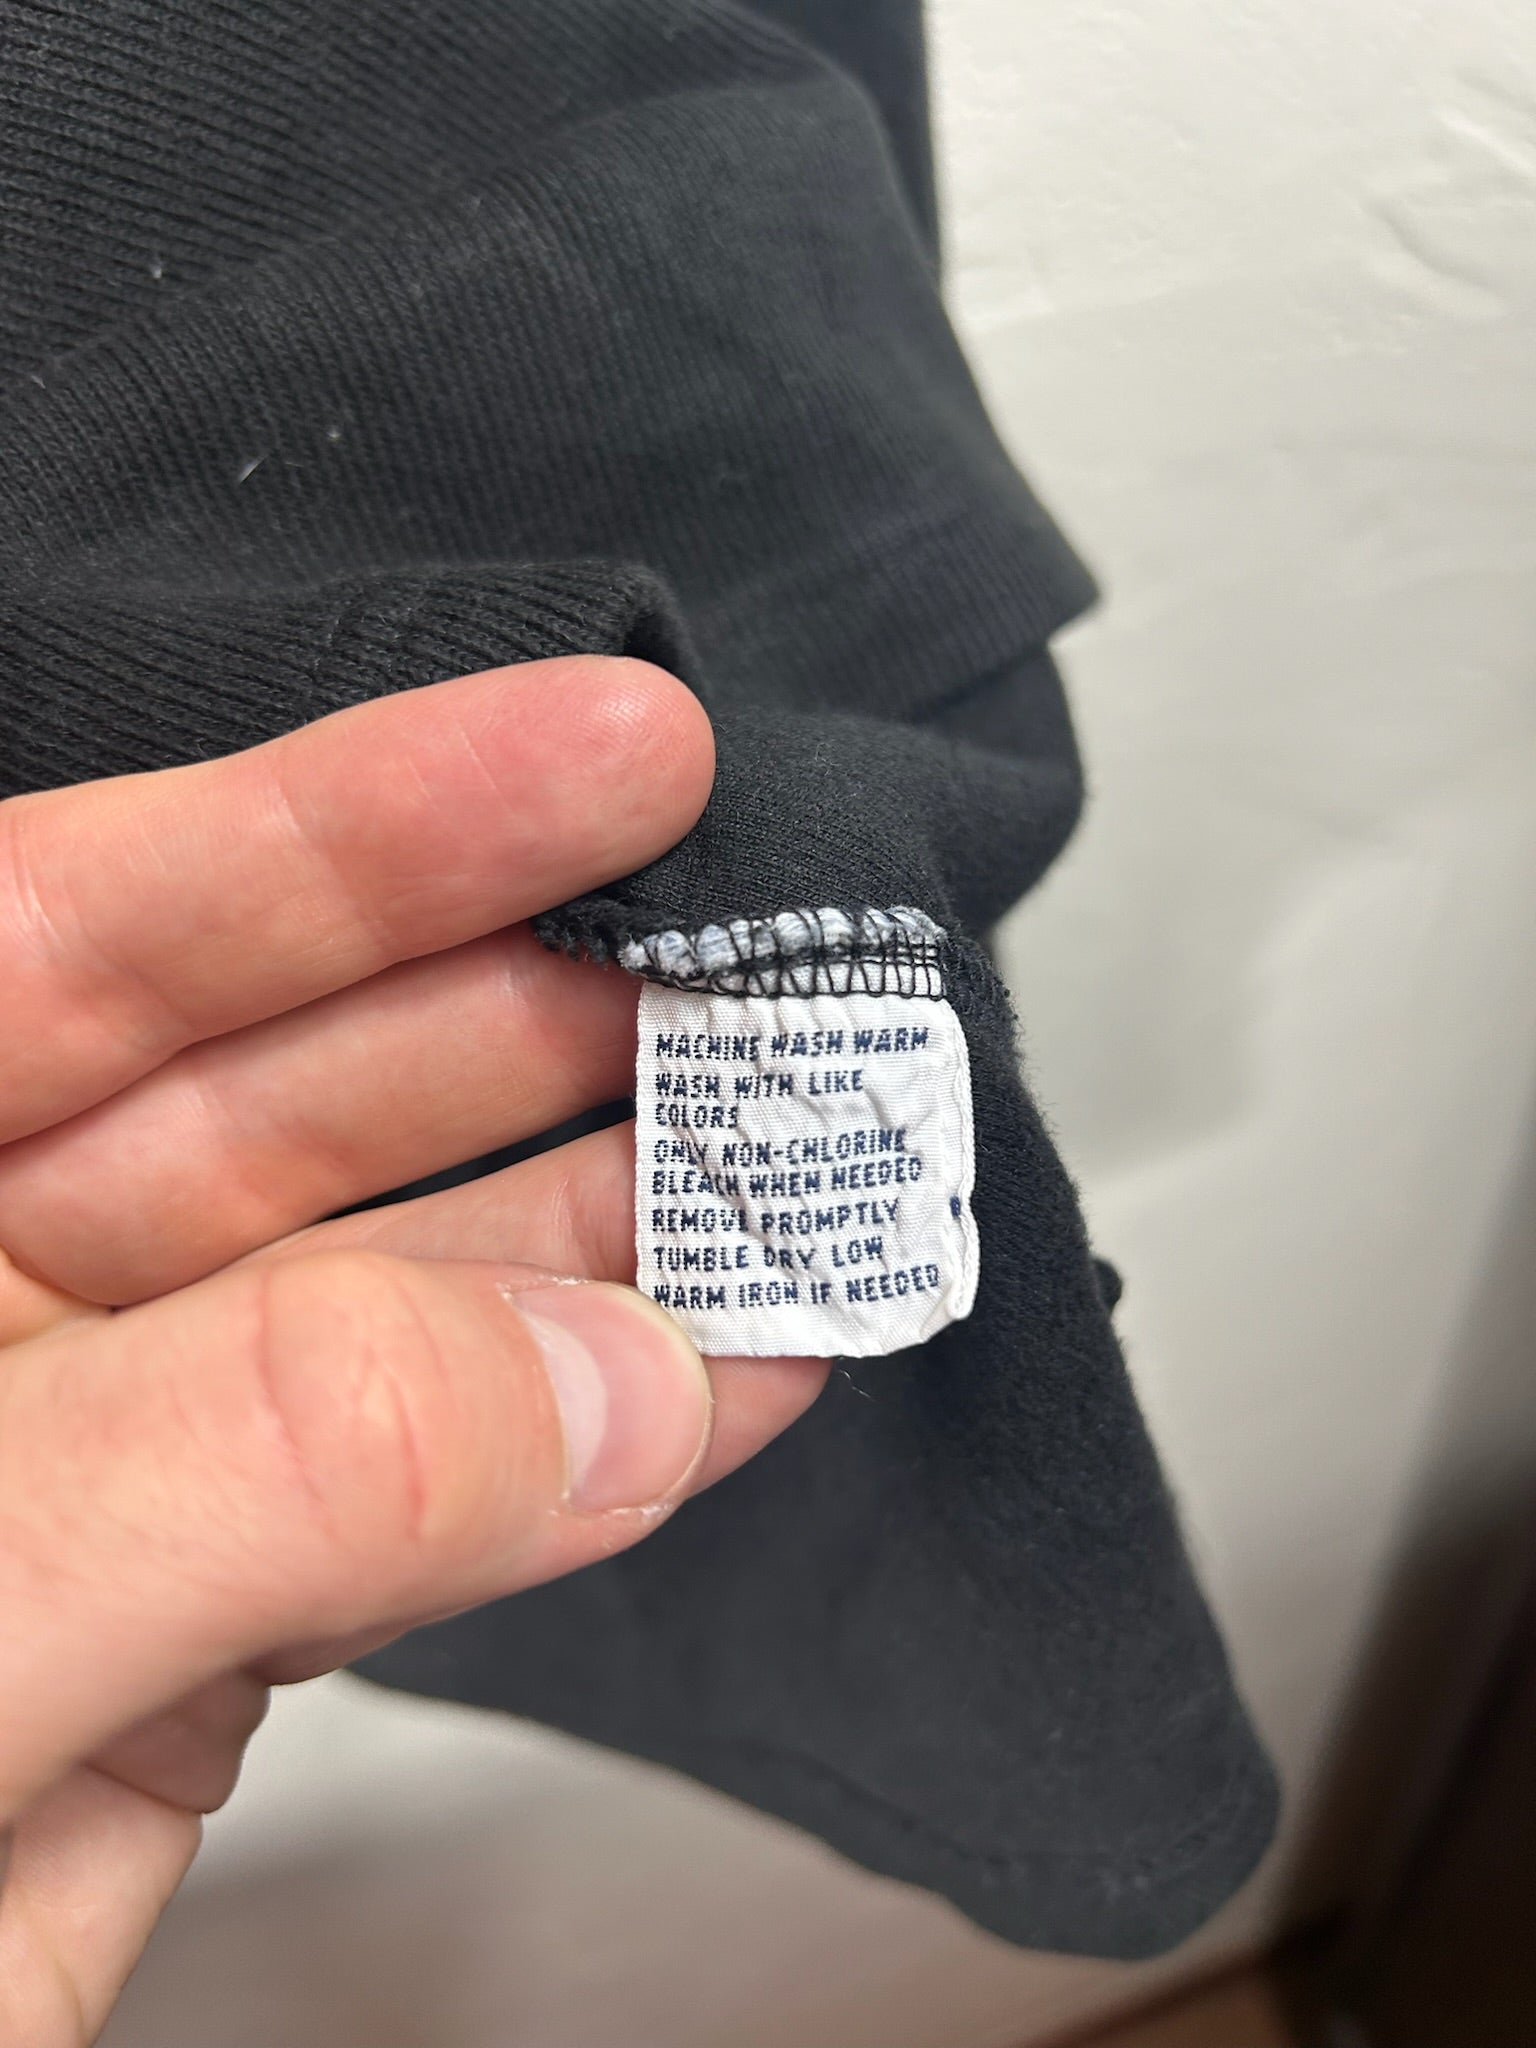 MACHINE WASH WARM
WASH WITH LIKE
COLORS
ONLY NON-CHLORINE
BLEACH WHEN NEEDED
REMOVE PROMPTLY
TUMBLE DRY LOW
WARM IRON IF NEEDED